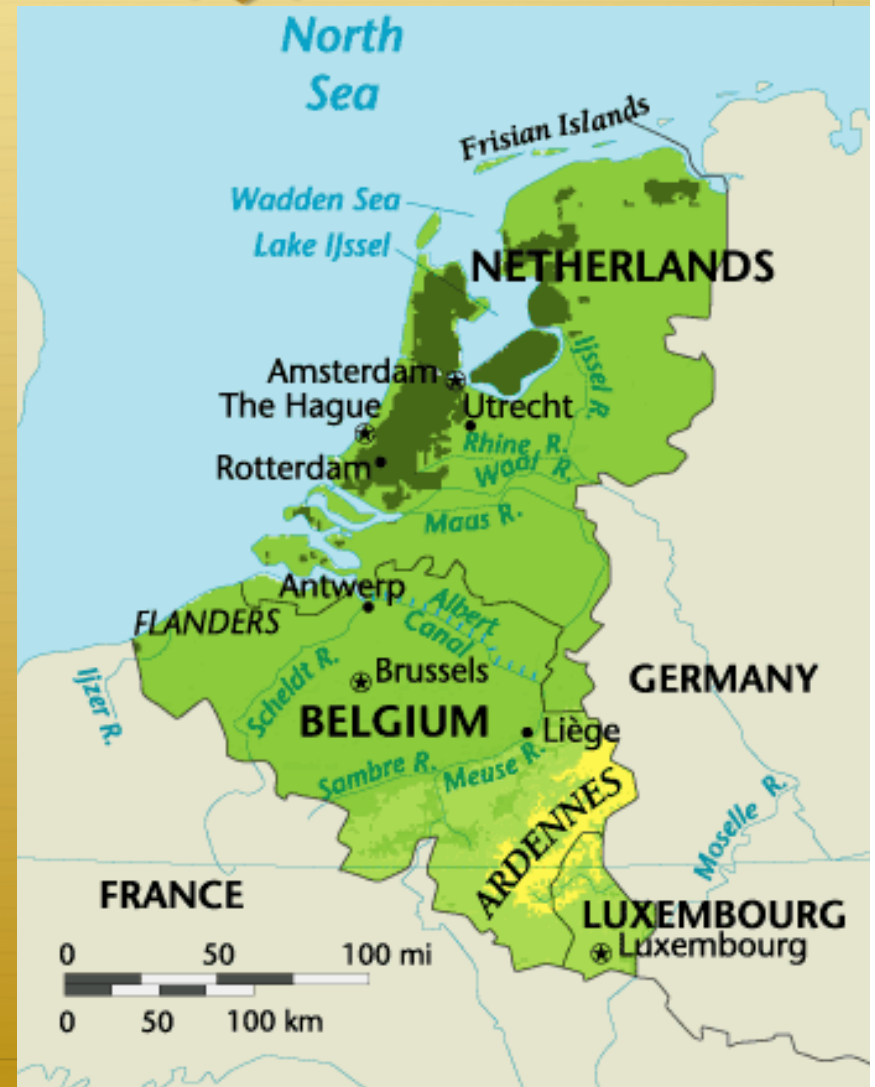 North
Sea
Frisian Islands
Wadden Sea
Lake IJssel
NETHERLANDS
Amsterdam
IJssel R.
The Hague
Utrecht
Rhine R.
Rotterdam
Waal R.
Maas R.
Antwerp
Albert
Canal
FLANDERS
Scheldt R.
Brussels
Ijzer R.
GERMANY
BELGIUM
Liège
Sambre R.
Meuse R.
ARDENNES
Moselle R.
FRANCE
LUXEMBOURG
Luxembourg
0 50 100 mi
0 50 100 km